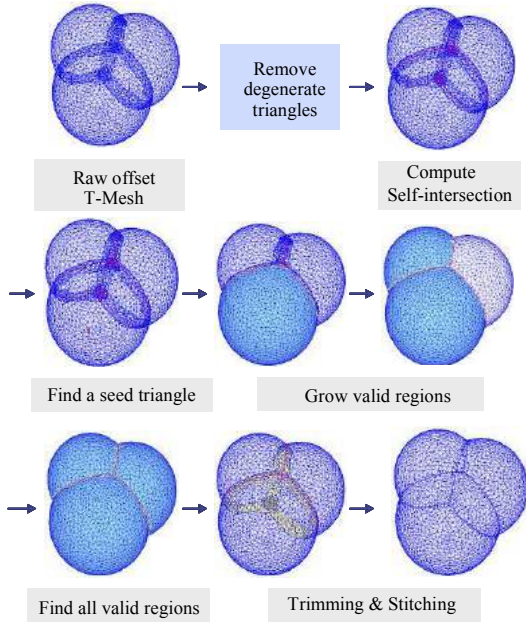 Remove
degenerate
triangles
Raw offset
T-Mesh
Compute
Self-intersection
Find a seed triangle
Grow valid regions
Find all valid regions
Trimming & Stitching